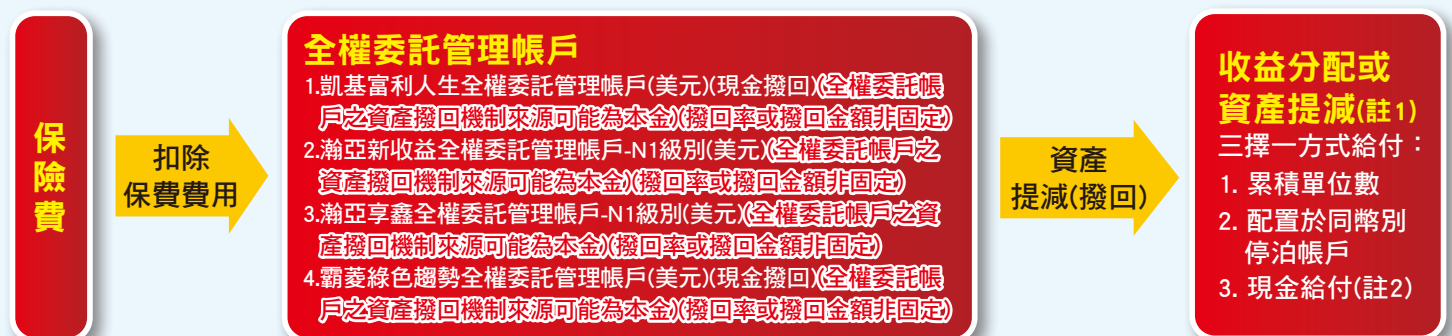 保險費
扣除
保費費用
全權委託管理帳戶
1.凱基富利人生全權委託管理帳戶(美元)(現金撥回)(全權委託帳
戶之資產撥回機制來源可能為本金)(撥回率或撥回金額非固定)
2.瀚亞新收益全權委託管理帳戶-N1級別(美元)(全權委託帳戶之
資產撥回機制來源可能為本金)(撥回率或撥回金額非固定)
3.瀚亞享鑫全權委託管理帳戶-N1級別(美元)(全權委託帳戶之資
產撥回機制來源可能為本金)(撥回率或撥回金額非固定)
4.霸菱綠色趨勢全權委託管理帳戶(美元)(現金撥回)(全權委託帳
戶之資產撥回機制來源可能為本金)(撥回率或撥回金額非固定)
資產
提減(撥回)
收益分配或
資產提減(註1)
三擇一方式給付：
1. 累積單位數
2. 配置於同幣別
停泊帳戶
3. 現金給付(註2)